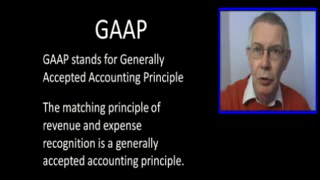 GAAP
GAAP stands for Generally
Accepted Accounting Principle
The matching principle of
revenue and expense
recognition is a generally
accepted accounting principle.